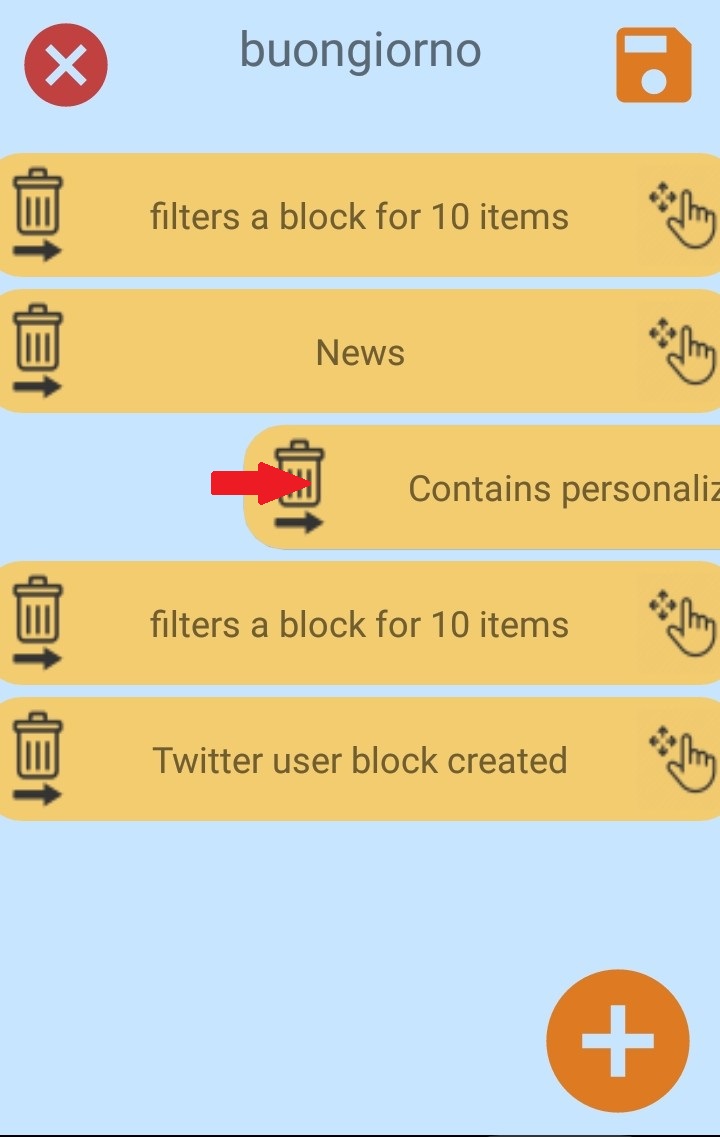 buongiorno
filters a block for 10 items
News
Contains personaliz
filters a block for 10 items
Twitter user block created